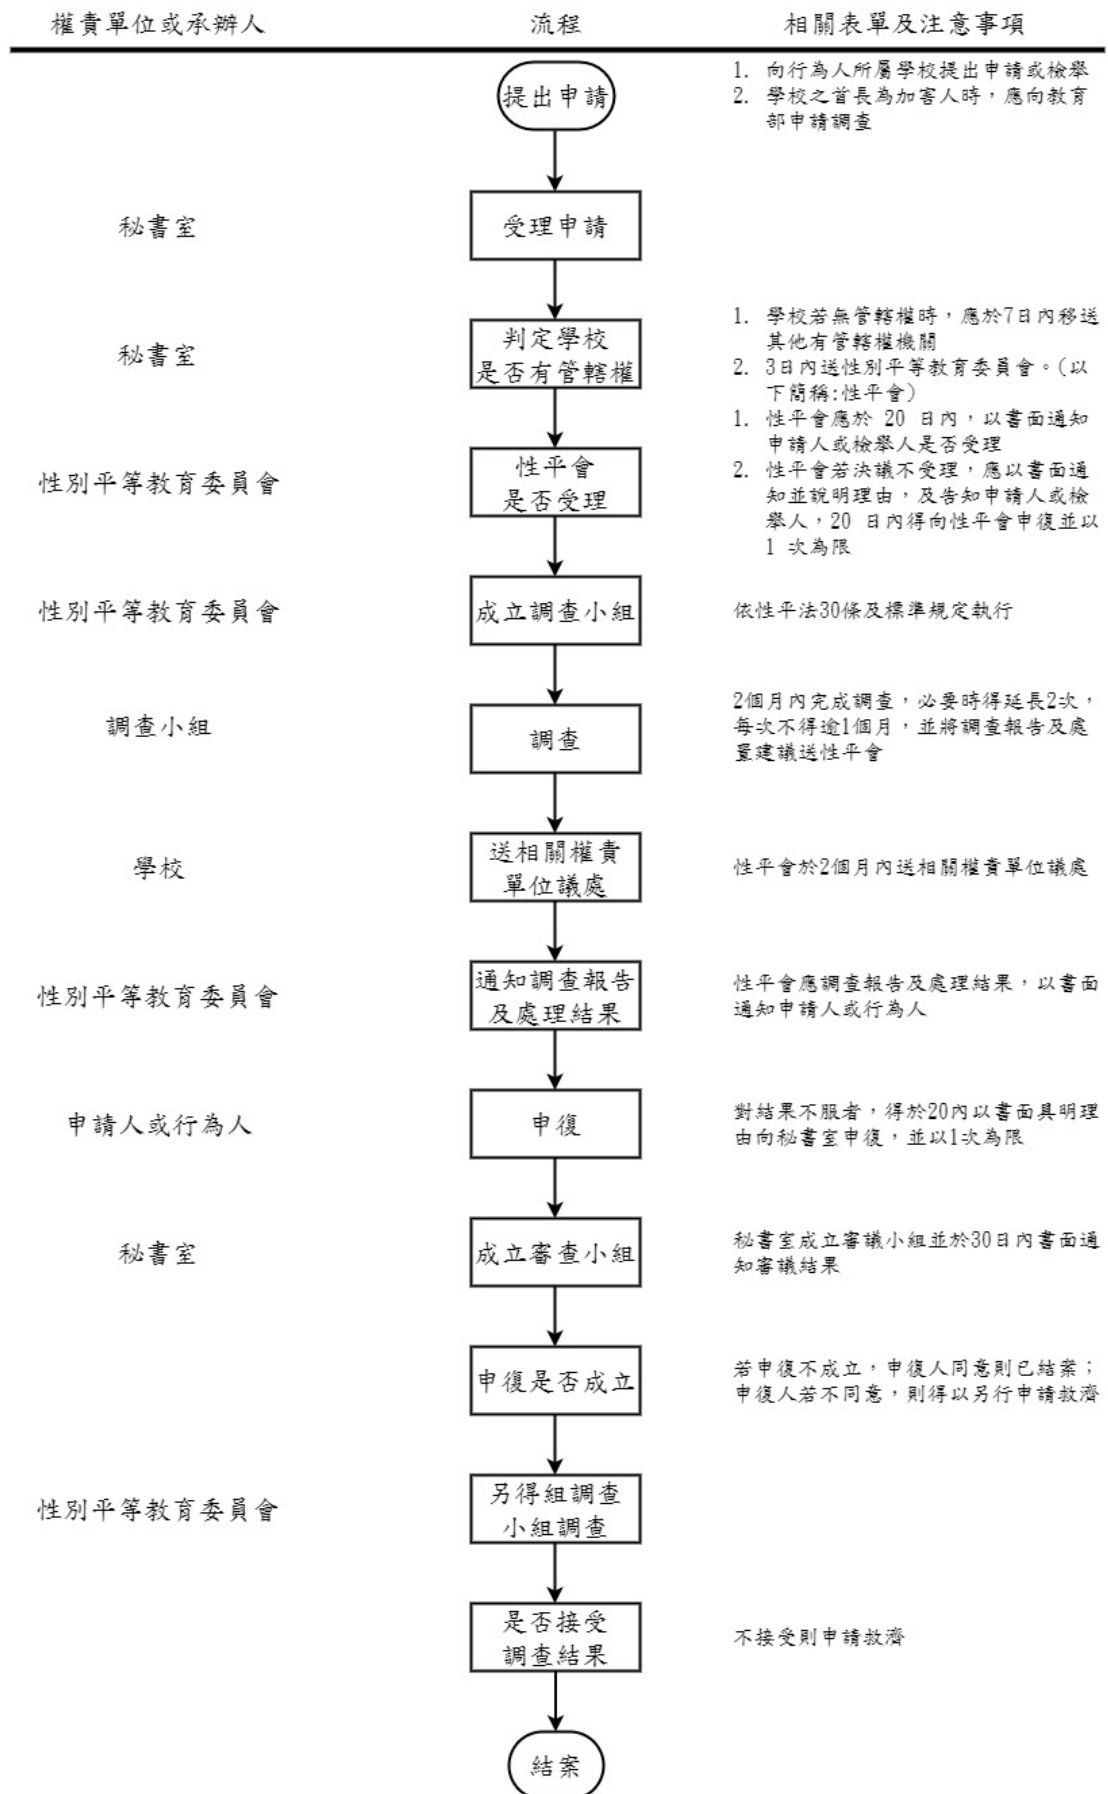 權責單位或承辦人
流程
相關表單及注意事項
提出申請
1. 向行為人所屬學校提出申請或檢舉
2. 學校之首長為加害人時，應向教育
部申請調查
秘書室
受理申請
秘書室
判定學校
是否有管轄權
1. 學校若無管轄權時，應於7日內移送
其他有管轄權機關
2. 3日內送性別平等教育委員會。(以
下簡稱:性平會)
性別平等教育委員會
性平會
是否受理
1. 性平會應於 20 日內，以書面通知
申請人或檢舉人是否受理
2. 性平會若決議不受理，應以書面通
知並說明理由，及告知申請人或檢
舉人，20 日內得向性平會申復並以
1 次為限
性別平等教育委員會
成立調查小組
依性平法30條及標準規定執行
調查小組
調查
2個月內完成調查，必要時得延長2次，
每次不得逾1個月，並將調查報告及處
置建議送性平會
學校
送相關權責
單位議處
性平會於2個月內送相關權責單位議處
性別平等教育委員會
通知調查報告
及處理結果
性平會應調查報告及處理結果，以書面
通知申請人或行為人
申請人或行為人
申復
對結果不服者，得於20內以書面具明理
由向秘書室申復，並以1次為限
秘書室
成立審查小組
秘書室成立審議小組並於30日內書面通
知審議結果
申復是否成立
若申復不成立，申復人同意則已結案；
申復人若不同意，則得以另行申請救濟
性別平等教育委員會
另得組調查
小組調查
是否接受
調查結果
不接受則申請救濟
結案